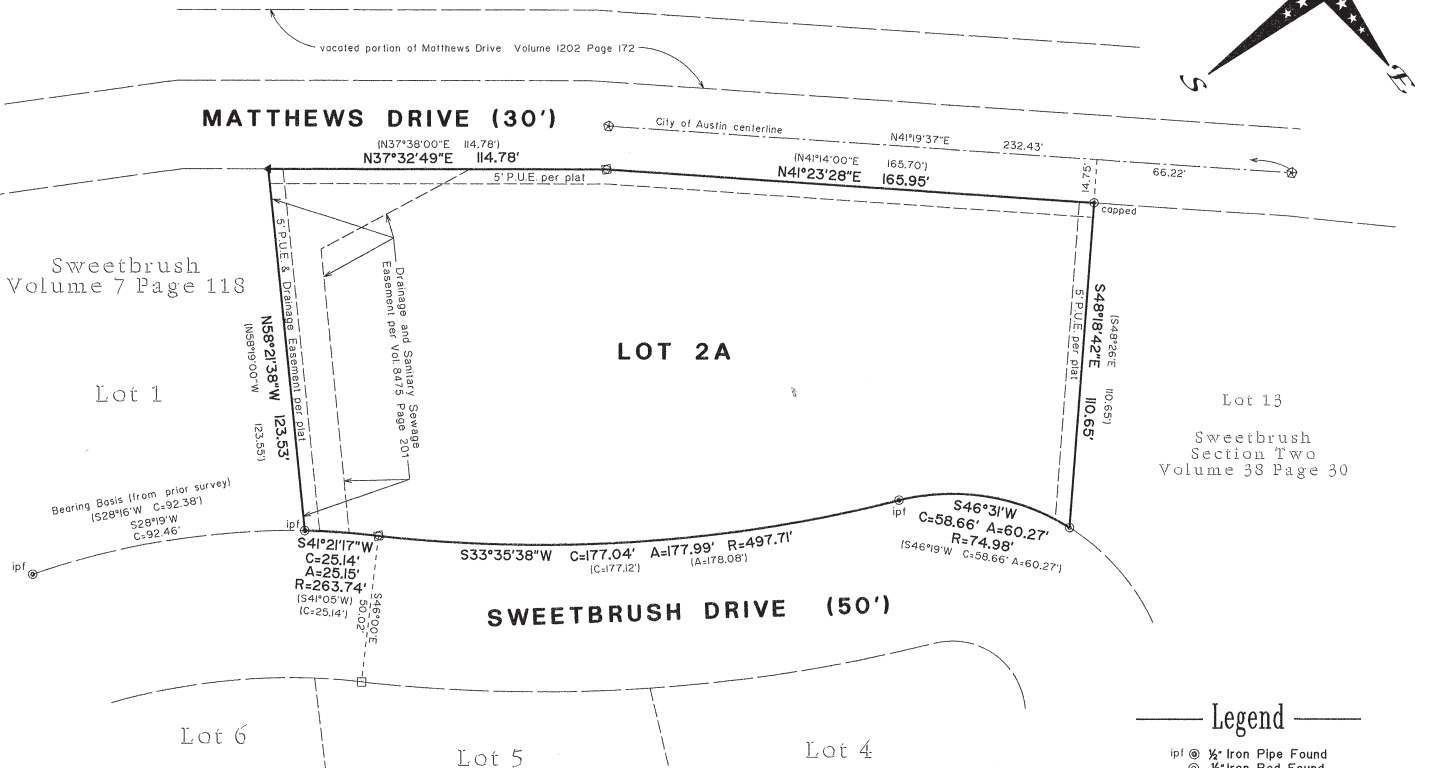 vacated portion of Matthews Drive Volume 1202 Page 172
S
E
MATTHEWS DRIVE (30')
City of Austin centerline
N41°19'37"E 232.43'
(N37°38'00"E 114.78')
N37°32'49"E 114.78'
(N41°14'00"E 165.70')
N41°23'28"E 165.95'
14.75'
66.22'
5' P.U.E. per plat
capped
Sweetbrush
Volume 7 Page 118
5' P.U.E. & Drainage Easement per plat
N58°21'38"W 123.53'
(N58°19'00"W 123.55')
Drainage and Sanitary Sewage
Easement per Vol. 8475 Page 201
LOT 2A
5' P.U.E. per plat
S48°18'42"E 110.65'
(S48°26'E 110.65')
Lot 1
Lot 13
Sweetbrush
Section Two
Volume 38 Page 30
Bearing Basis (from prior survey)
(S28°16'W C=92.38')
S28°19'W
C=92.46'
ipf
ipf
ipf
S41°21'17"W
C=25.14'
A=25.15'
R=263.74'
(S41°05'W)
(C=25.14')
S46°00'E
50.02'
S33°35'38"W C=177.04' A=177.99' R=497.71'
(C=177.12') (A=178.08')
S46°31'W
C=58.66' A=60.27'
R=74.98'
(S46°19'W C=58.66' A=60.27')
SWEETBRUSH DRIVE (50')
Lot 6
Lot 5
Lot 4
Legend
ipf ½" Iron Pipe Found
½" Iron Rod Found